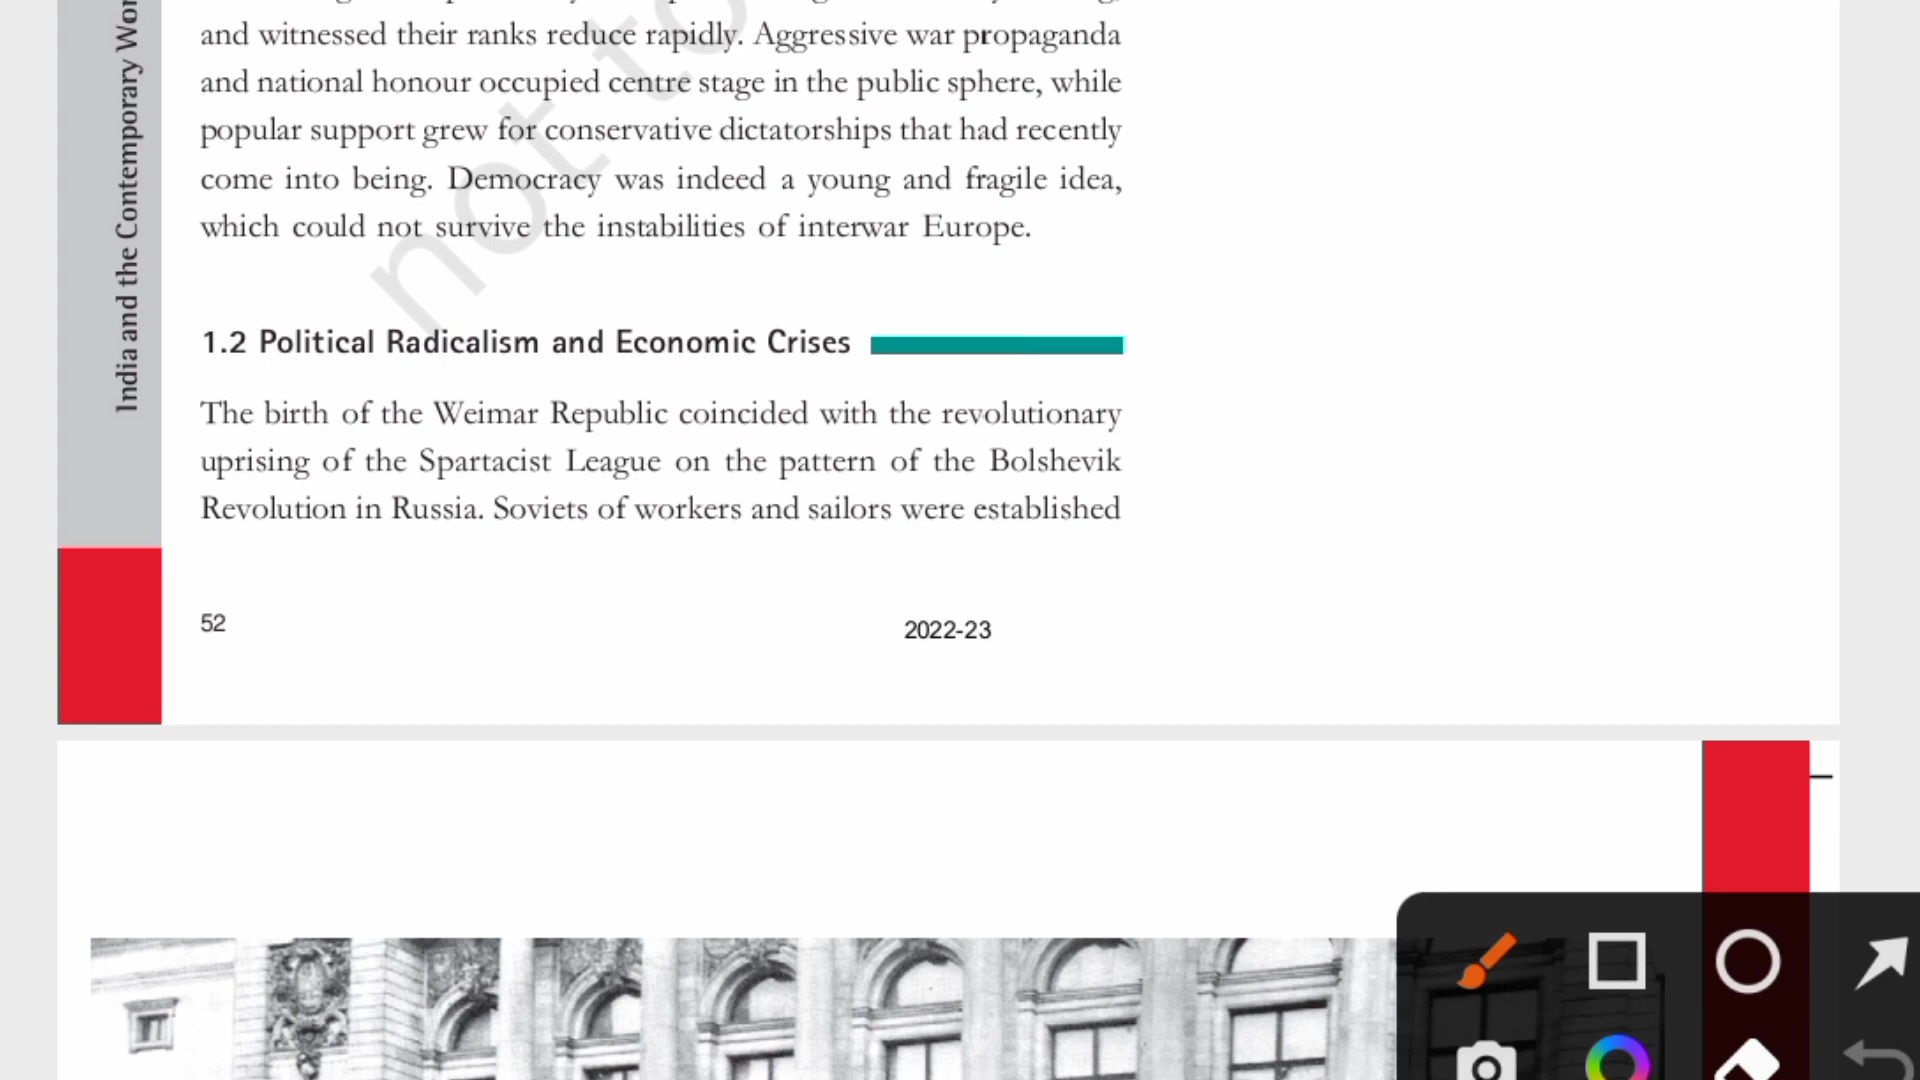 India and the Contemporary Wor
and witnessed their ranks reduce rapidly. Aggressive war propaganda
and national honour occupied centre stage in the public sphere, while
popular support grew for conservative dictatorships that had recently
come into being. Democracy was indeed a young and fragile idea,
which could not survive the instabilities of interwar Europe.
not to
1.2 Political Radicalism and Economic Crises
The birth of the Weimar Republic coincided with the revolutionary
uprising of the Spartacist League on the pattern of the Bolshevik
Revolution in Russia. Soviets of workers and sailors were established
52
2022-23